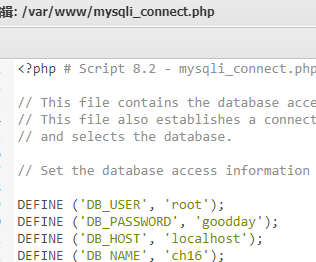 辑: /var/www/mysqli_connect.php
<?php # Script 8.2 - mysqli_connect.php
// This file contains the database acce
// This file also establishes a connect
// and selects the database.
// Set the database access information
DEFINE ('DB_USER', 'root');
DEFINE ('DB_PASSWORD', 'goodday');
DEFINE ('DB_HOST', 'localhost');
DEFINE ('DB_NAME', 'ch16');